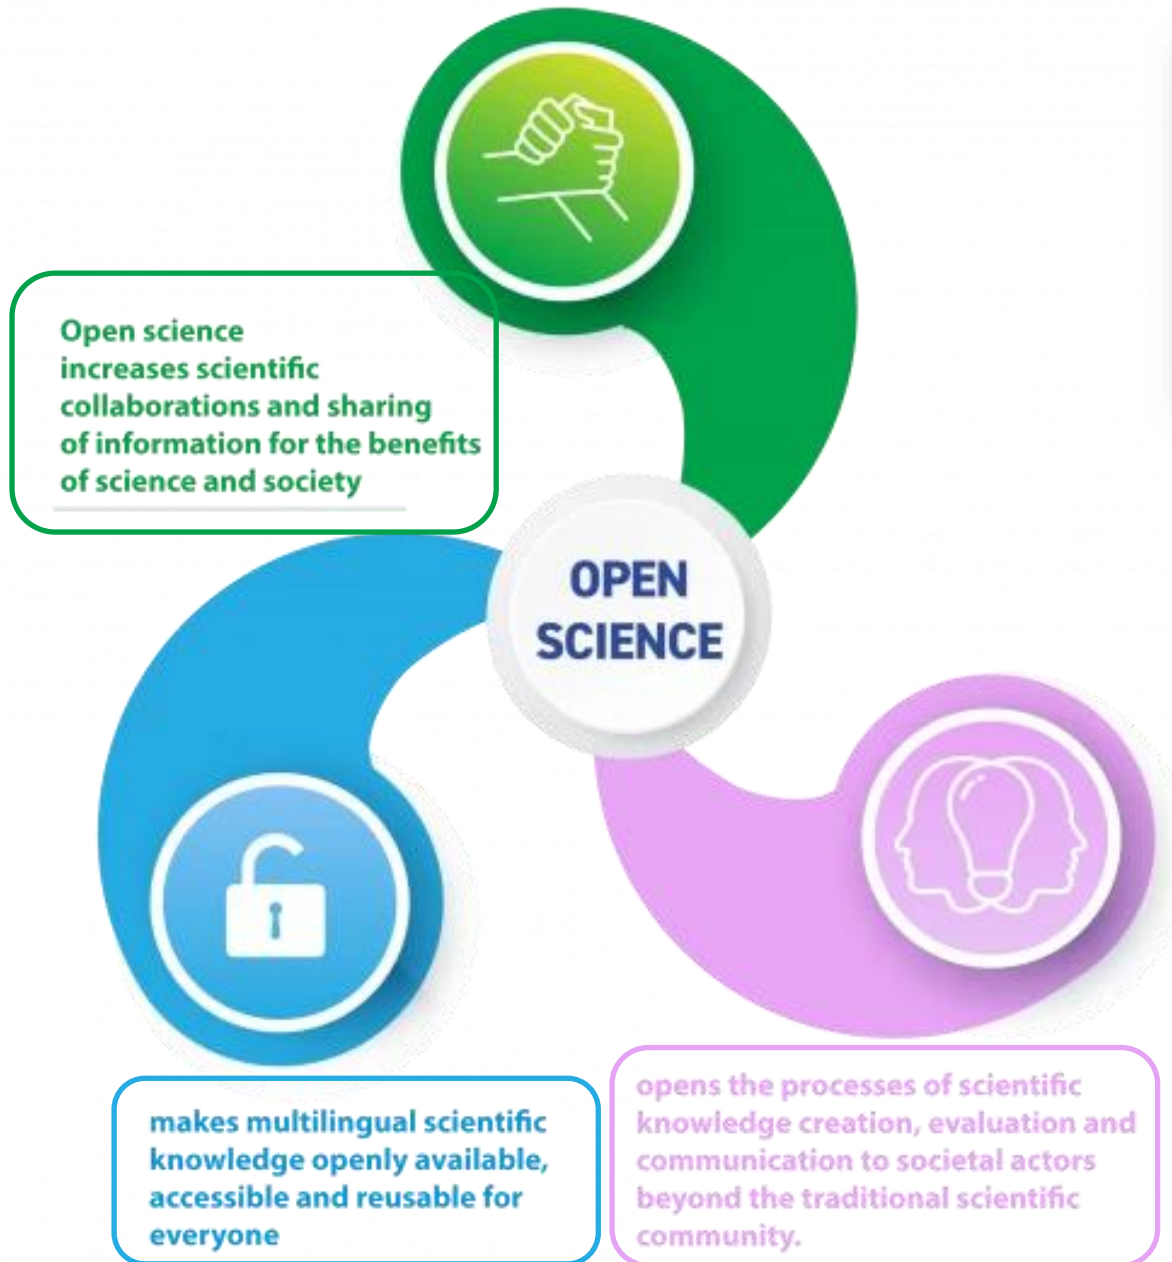 Open science
increases scientific
collaborations and sharing
of information for the benefits
of science and society
OPEN
SCIENCE
makes multilingual scientific
knowledge openly available,
accessible and reusable for
everyone
opens the processes of scientific
knowledge creation, evaluation and
communication to societal actors
beyond the traditional scientific
community.